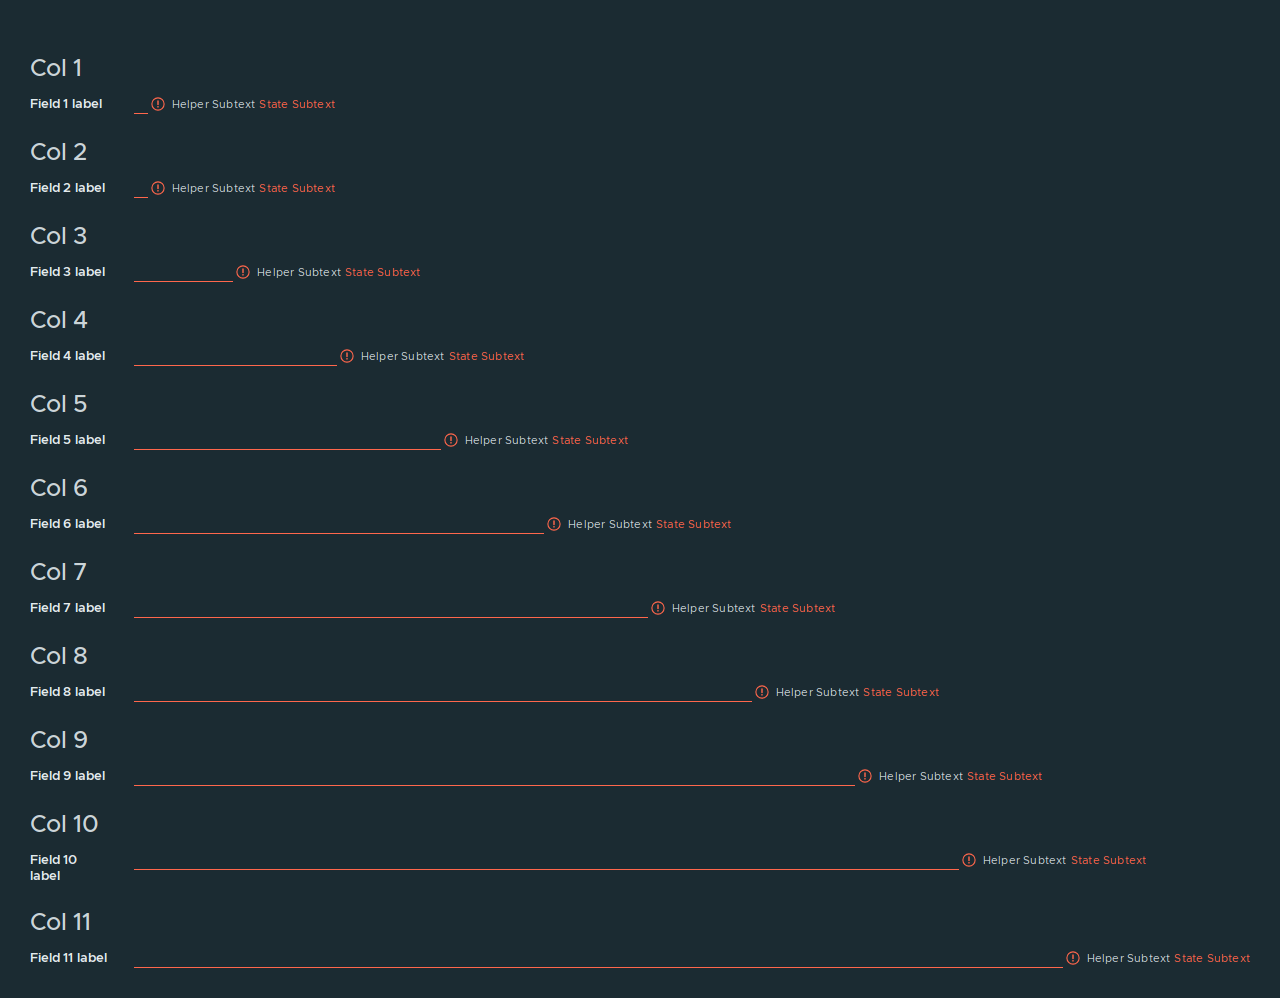 Col 1
Field 1 label Helper Subtext State Subtext
Col 2
Field 2 label Helper Subtext State Subtext
Col 3
Field 3 label Helper Subtext State Subtext
Col 4
Field 4 label Helper Subtext State Subtext
Col 5
Field 5 label Helper Subtext State Subtext
Col 6
Field 6 label Helper Subtext State Subtext
Col 7
Field 7 label Helper Subtext State Subtext
Col 8
Field 8 label Helper Subtext State Subtext
Col 9
Field 9 label Helper Subtext State Subtext
Col 10
Field 10 Helper Subtext State Subtext
label
Col 11
Field 11 label Helper Subtext State Subtext